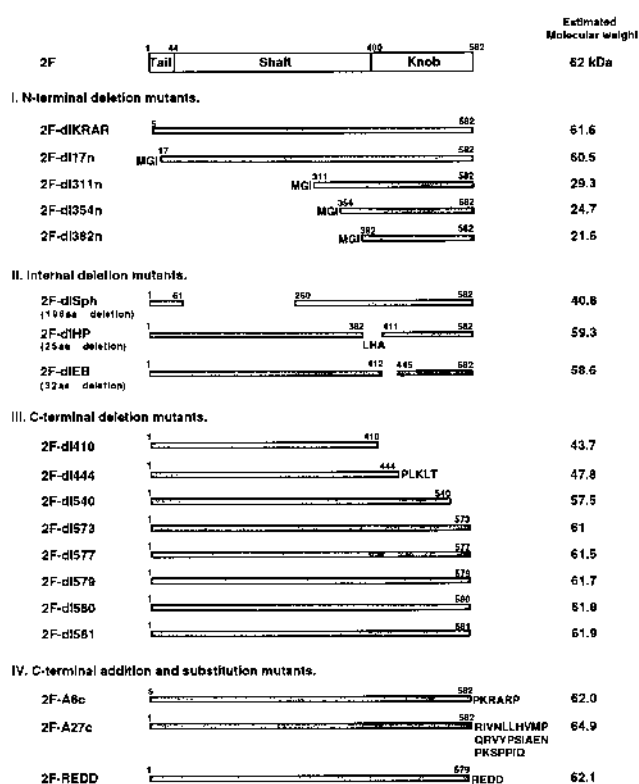 Estimated
Molecular weight
1 44 400 582
2F Tail Shaft Knob 62 kDa
I. N-terminal deletion mutants.
5 582
2F-dlKRAR 61.6
17 582
2F-dl17n MGI 60.5
311 582
2F-dl311n MGI 29.3
354 582
2F-dl354n MGI 24.7
382 582
2F-dl382n MGI 21.5
II. Internal deletion mutants.
1 61 260 582
2F-dlSph 40.8
(198aa deletion)
1 382 411 582
2F-dlHP 59.3
(25aa deletion) LHA
1 412 445 582
2F-dlEB 58.6
(32aa deletion)
III. C-terminal deletion mutants.
1 410
2F-dl410 43.7
1 444
2F-dl444 PLKLT 47.8
1 540
2F-dl540 57.5
1 573
2F-dl573 61
1 577
2F-dl577 61.5
1 579
2F-dl579 61.7
1 580
2F-dl580 61.8
1 581
2F-dl581 61.9
IV. C-terminal addition and substitution mutants.
5 582
2F-A6c PKRARP 62.0
1 582
2F-A27c RIVNLLHVMP 64.9
QRVYPSIAEN
PKSPPIQ
1 579
2F-REDD REDD 62.1